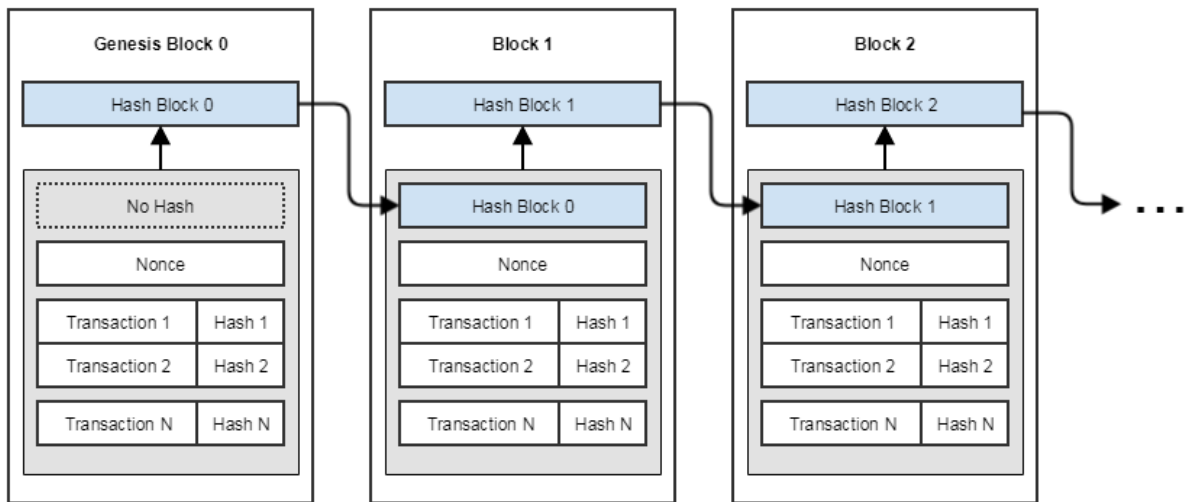 Genesis Block 0
Hash Block 0
No Hash
Nonce
Transaction 1 Hash 1
Transaction 2 Hash 2
Transaction N Hash N
Block 1
Hash Block 1
Hash Block 0
Nonce
Transaction 1 Hash 1
Transaction 2 Hash 2
Transaction N Hash N
Block 2
Hash Block 2
Hash Block 1
Nonce
Transaction 1 Hash 1
Transaction 2 Hash 2
Transaction N Hash N
...